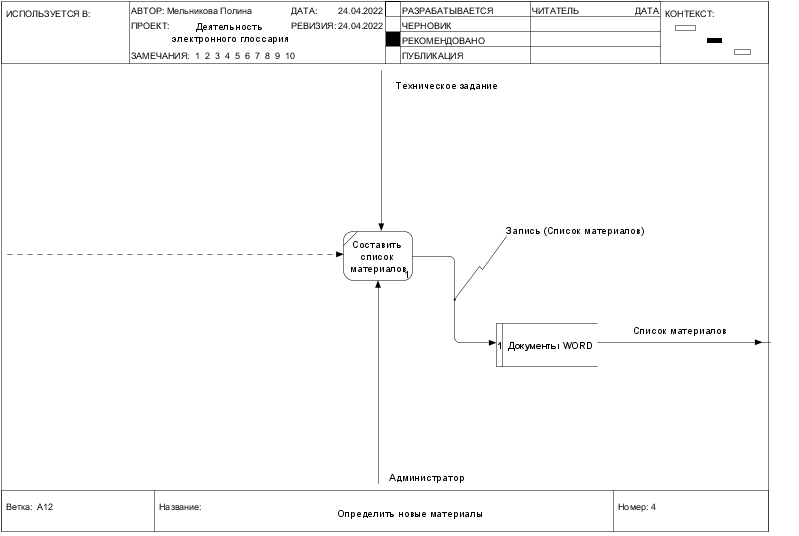 ИСПОЛЬЗУЕТСЯ В:
АВТОР: Мельникова Полина
ДАТА: 24.04.2022
ПРОЕКТ: Деятельность
электронного глоссария
РЕВИЗИЯ: 24.04.2022
ЗАМЕЧАНИЯ: 1 2 3 4 5 6 7 8 9 10
РАЗРАБАТЫВАЕТСЯ
ЧЕРНОВИК
РЕКОМЕНДОВАНО
ПУБЛИКАЦИЯ
ЧИТАТЕЛЬ
ДАТА
КОНТЕКСТ:
Техническое задание
Запись (Список материалов)
Составить
список
материалов
1
Список материалов
1
Документы WORD
Администратор
Ветка: A12
Название:
Определить новые материалы
Номер: 4